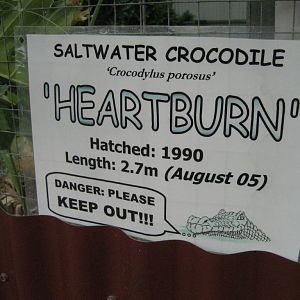 SALTWATER CROCODILE
'Crocodylus porosus'
'HEARTBURN'
Hatched: 1990
Length: 2.7m (August 05)
DANGER: PLEASE
KEEP OUT!!!